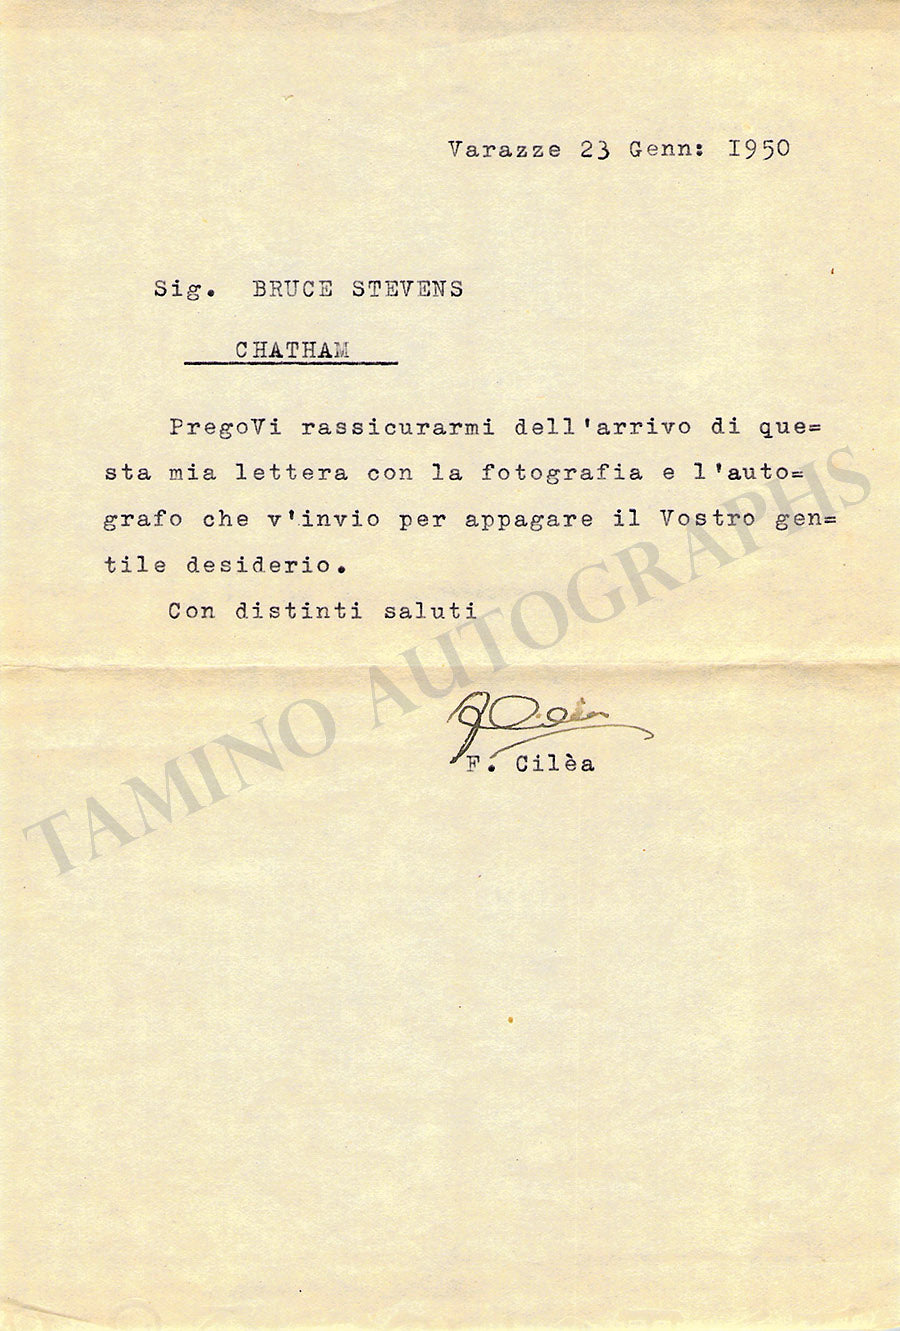 Varazze 23 Genn: 1950
Sig. BRUCE STEVENS
CHATHAM
PregoVi rassicurarmi dell'arrivo di que=
sta mia lettera con la fotografia e l'auto=
grafo che v'invio per appagare il Vostro gen=
tile desiderio.
Con distinti saluti
F. Cilèa
TAMINO AUTOGRAPHS